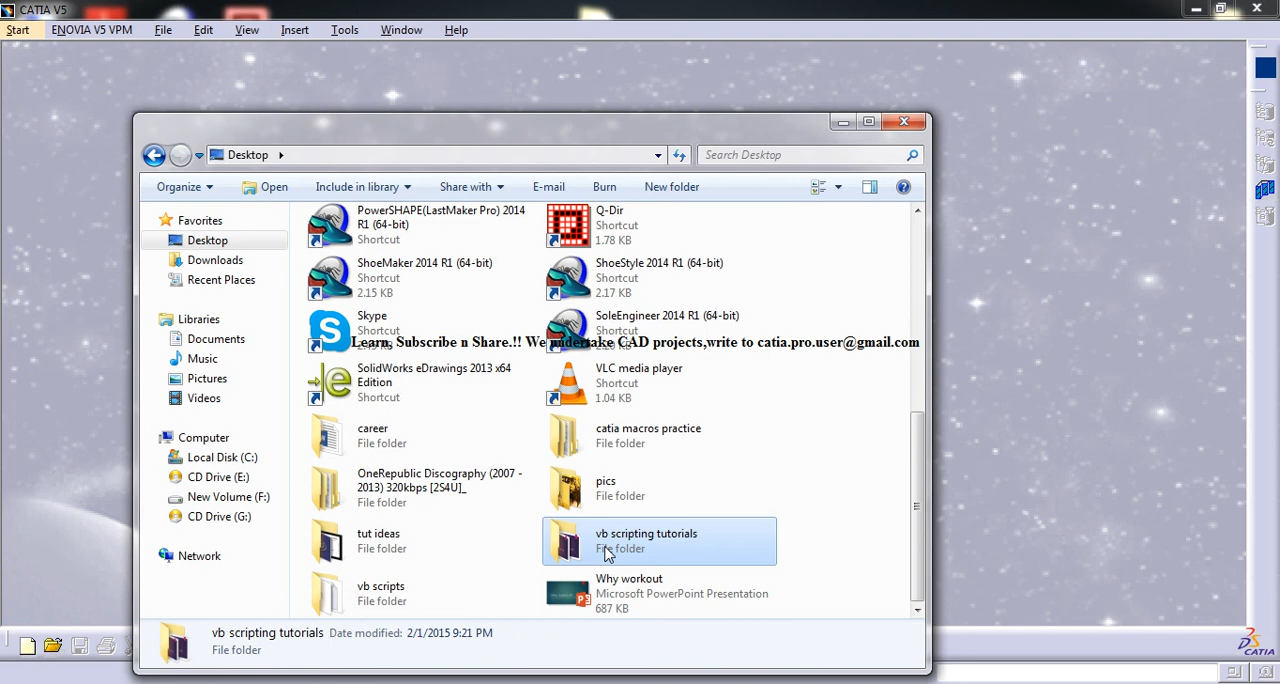 CATIA V5
Start ENOVIA V5 VPM File Edit View Insert Tools Window Help
Desktop
Search Desktop
Organize Open Include in library Share with E-mail Burn New folder
Favorites
Desktop
Downloads
Recent Places
Libraries
Documents
Music
Pictures
Videos
Computer
Local Disk (C:)
CD Drive (E:)
New Volume (F:)
CD Drive (G:)
Network
PowerSHAPE(LastMaker Pro) 2014
R1 (64-bit)
Shortcut
Q-Dir
Shortcut
1.78 KB
ShoeMaker 2014 R1 (64-bit)
Shortcut
2.15 KB
ShoeStyle 2014 R1 (64-bit)
Shortcut
2.17 KB
Skype
Shortcut
SoleEngineer 2014 R1 (64-bit)
Shortcut
Learn, Subscribe n Share.!! We undertake CAD projects,write to catia.pro.user@gmail.com
SolidWorks eDrawings 2013 x64
Edition
Shortcut
VLC media player
Shortcut
1.04 KB
career
File folder
catia macros practice
File folder
OneRepublic Discography (2007 -
2013) 320kbps [2S4U]_
File folder
pics
File folder
tut ideas
File folder
vb scripting tutorials
File folder
vb scripts
File folder
Why workout
Microsoft PowerPoint Presentation
687 KB
vb scripting tutorials Date modified: 2/1/2015 9:21 PM
File folder
CATIA